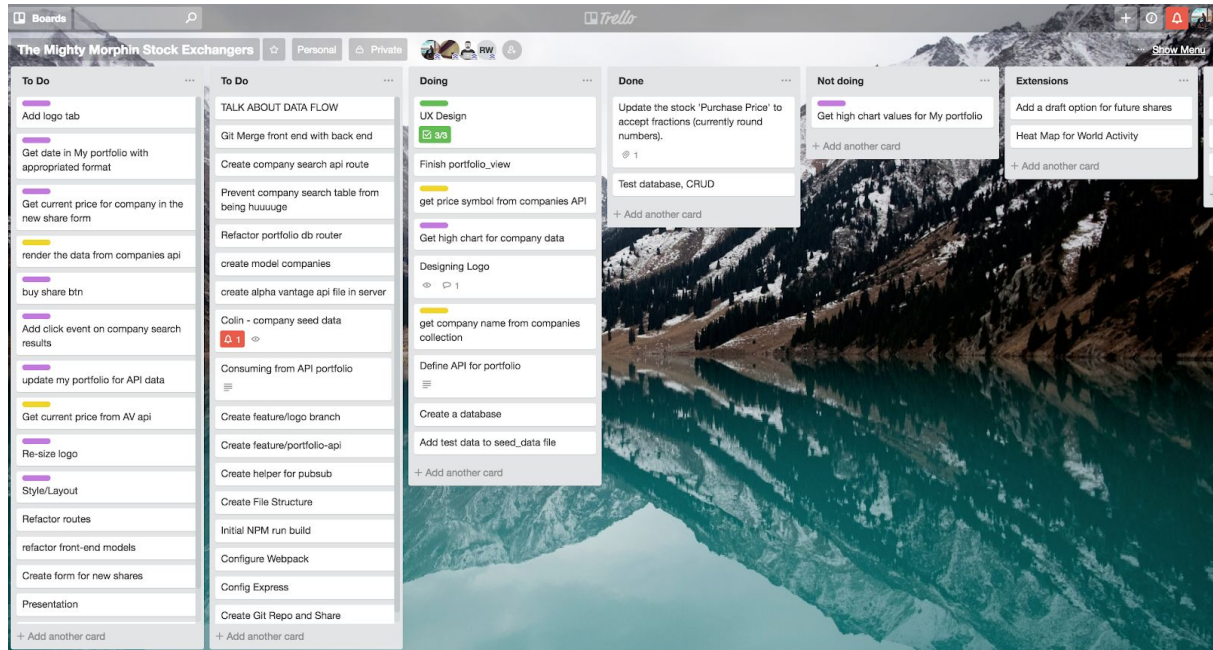 Boards
Trello
The Mighty Morphin Stock Exchangers
Personal
Private
RW
Show Menu
To Do
Add logo tab
Get date in My portfolio with
appropriated format
Get current price for company in the
new share form
render the data from companies api
buy share btn
Add click event on company search
results
update my portfolio for API data
Get current price from AV api
Re-size logo
Style/Layout
Refactor routes
refactor front-end models
Create form for new shares
Presentation
+ Add another card
To Do
TALK ABOUT DATA FLOW
Git Merge front end with back end
Create company search api route
Prevent company search table from
being huuuuge
Refactor portfolio db router
create model companies
create alpha vantage api file in server
Colin - company seed data
1
Consuming from API portfolio
Create feature/logo branch
Create feature/portfolio-api
Create helper for pubsub
Create File Structure
Initial NPM run build
Configure Webpack
Config Express
Create Git Repo and Share
+ Add another card
Doing
UX Design
3/3
Finish portfolio_view
get price symbol from companies API
Get high chart for company data
Designing Logo
1
get company name from companies
collection
Define API for portfolio
Create a database
Add test data to seed_data file
+ Add another card
Done
Update the stock 'Purchase Price' to
accept fractions (currently round
numbers).
1
Test database, CRUD
+ Add another card
Not doing
Get high chart values for My portfolio
+ Add another card
Extensions
Add a draft option for future shares
Heat Map for World Activity
+ Add another card